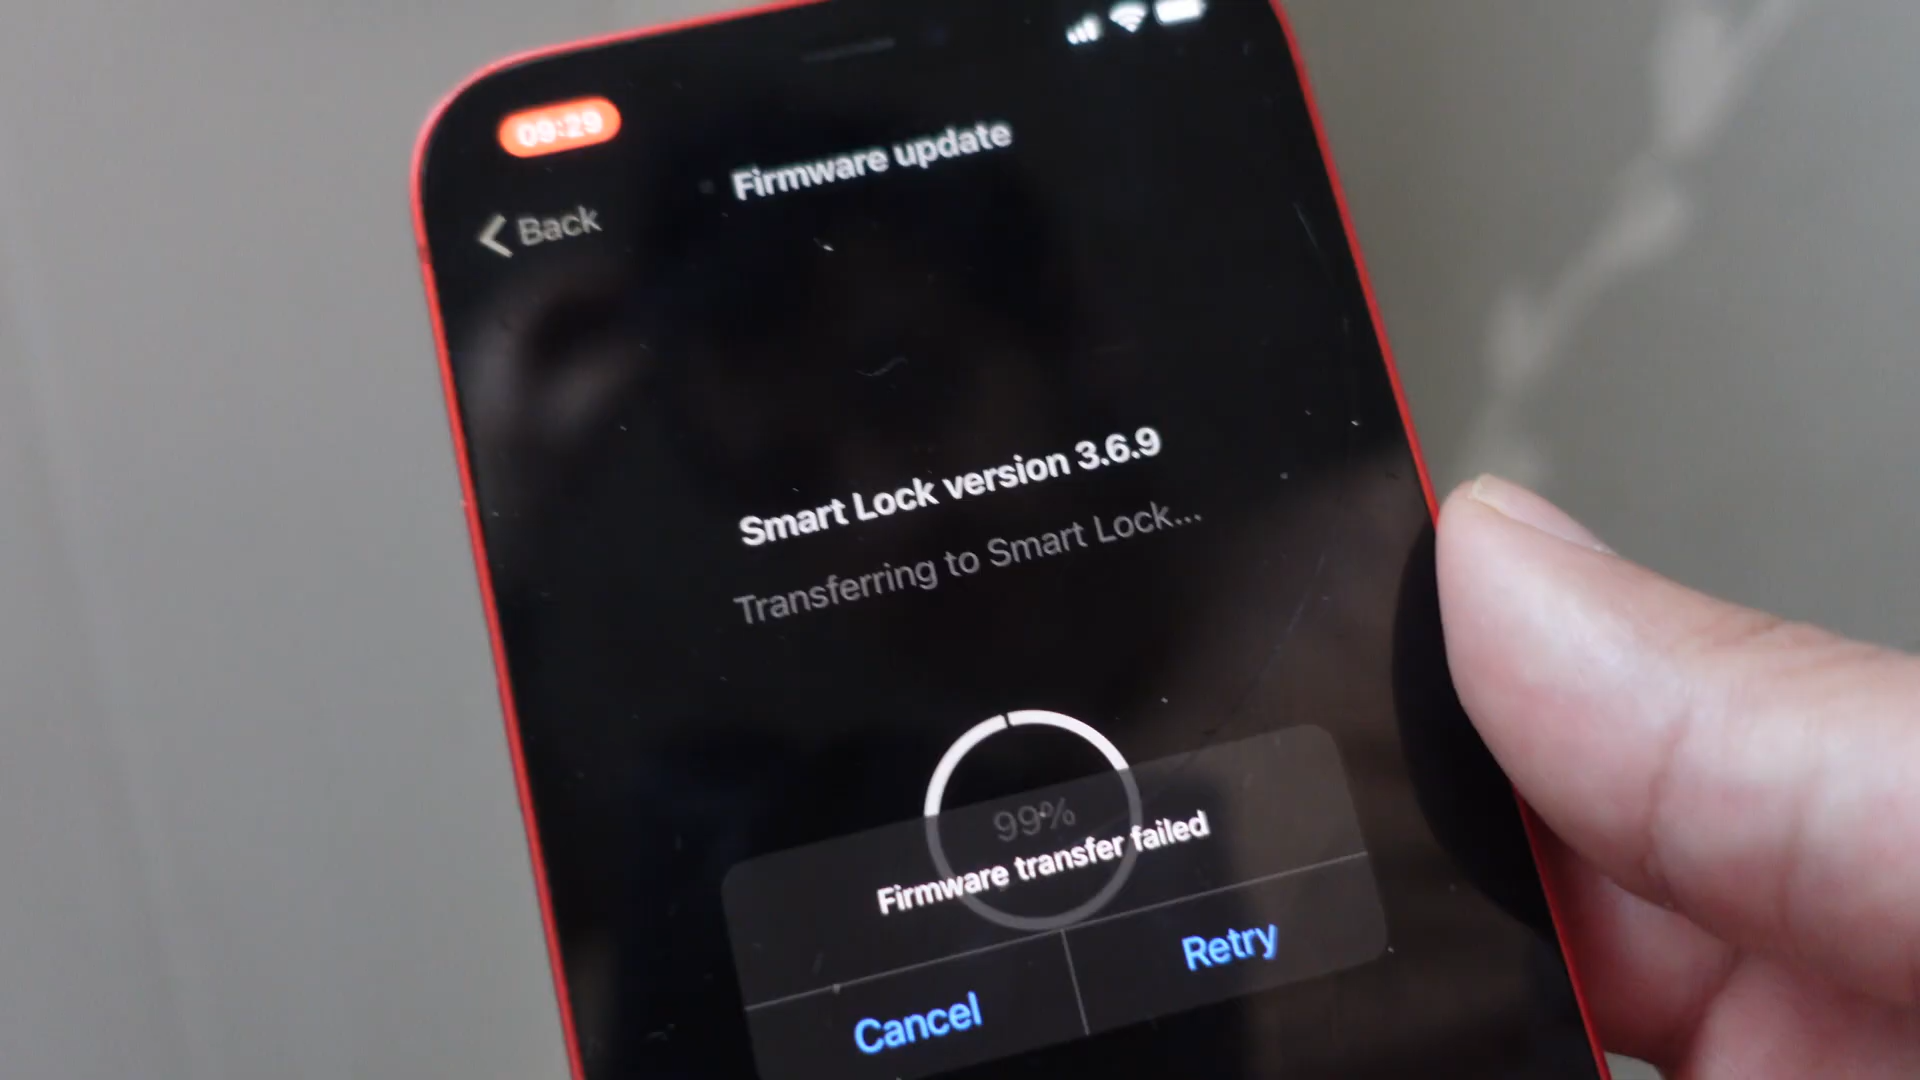 09:29
Firmware update
Back
Smart Lock version 3.6.9
Transferring to Smart Lock...
99%
Firmware transfer failed
Cancel
Retry